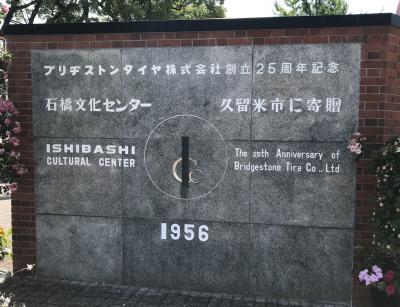 ブリヂストンタイヤ株式会社創立25周年記念
石橋文化センター 久留米市に寄贈
ISHIBASHI
CULTURAL CENTER
The 25th Anniversary of
Bridgestone Tire Co., Ltd
1956